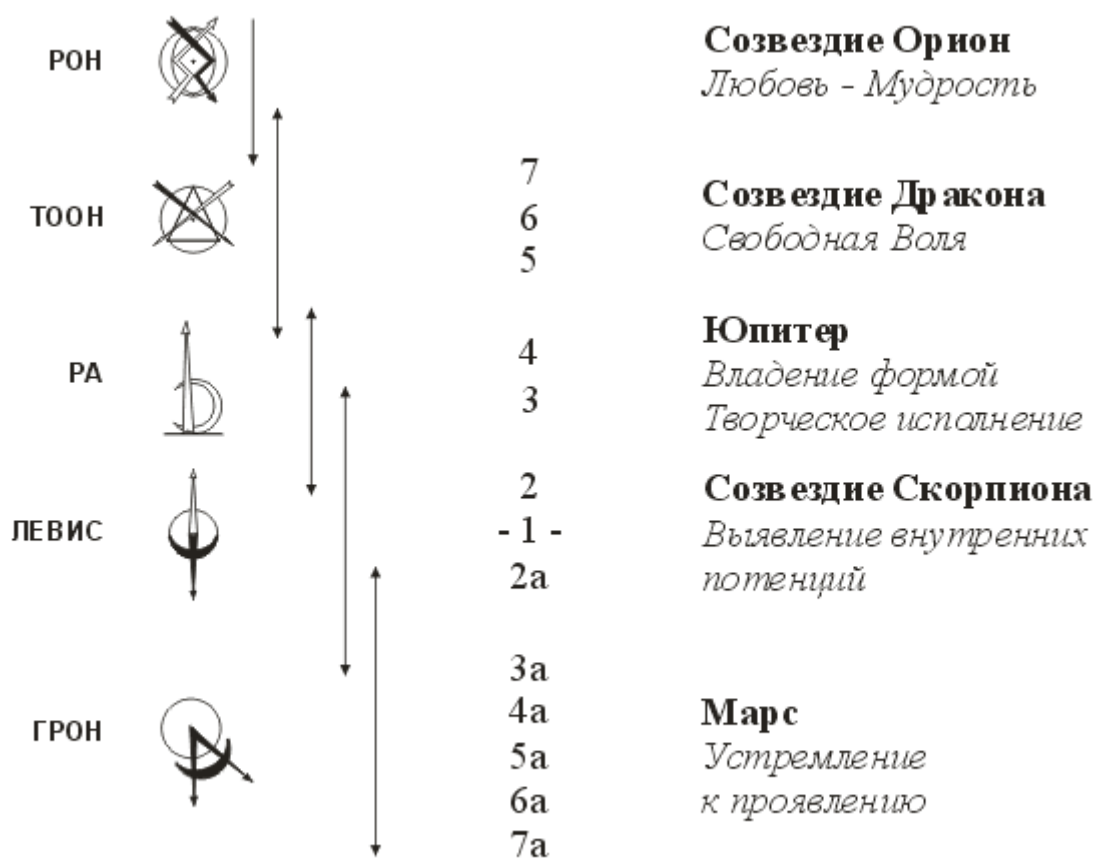 РОН
Созвездие Орион
Любовь - Мудрость
ТООН
7
6
5
Созвездие Дракона
Свободная Воля
РА
4
3
Юпитер
Владение формой
Творческое исполнение
ЛЕВИС
2
- 1 -
2а
Созвездие Скорпиона
Выявление внутренних
потенций
ГРОН
3а
4а
5а
6а
7а
Марс
Устремление
к проявлению